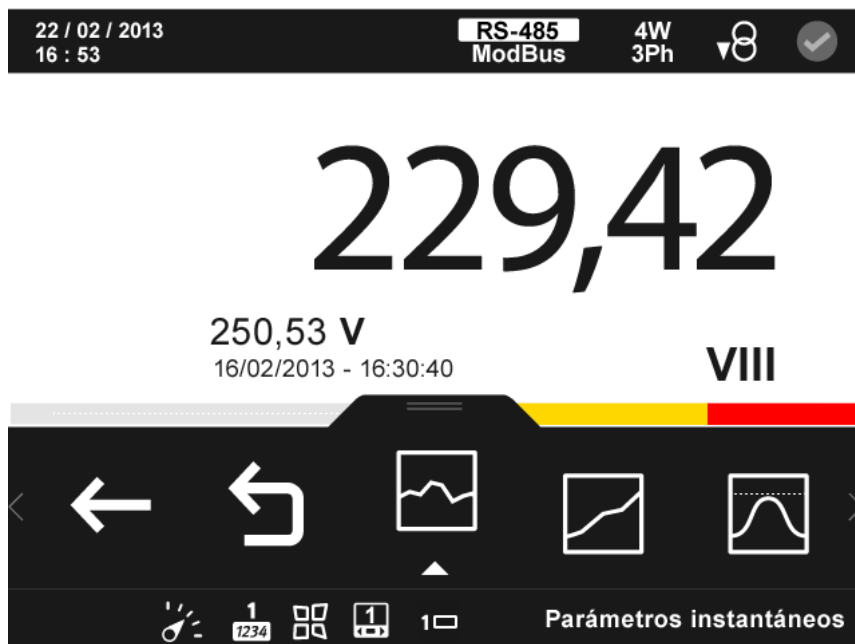 22 / 02 / 2013 RS-485 4W
16 : 53 ModBus 3Ph
229,42
250,53 V
16/02/2013 - 16:30:40 VIII
1
1234
1
1
Parámetros instantáneos